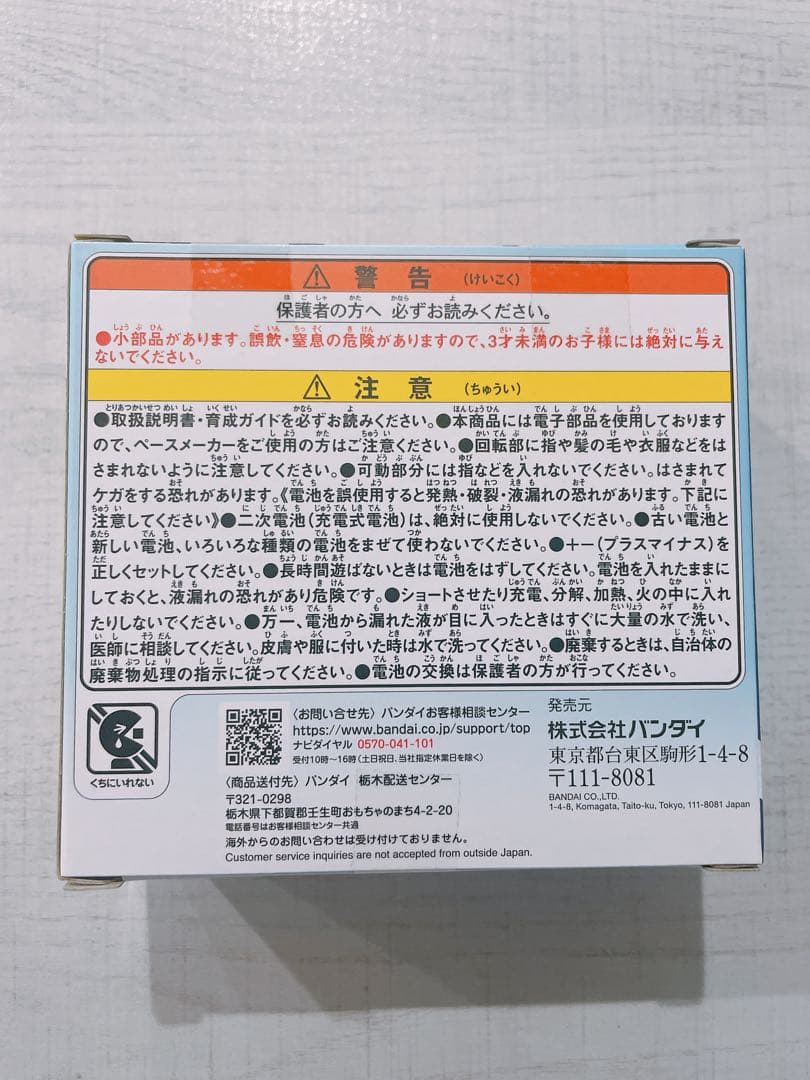 ⚠ 警告 (けいこく)
保護者の方へ 必ずお読みください。
●小部品があります。誤飲・窒息の危険がありますので、3才未満のお子様には絶対に与え
ないでください。
⚠ 注意 (ちゅうい)
●取扱説明書・育成ガイドを必ずお読みください。●本商品には電子部品を使用しております
ので、ペースメーカーをご使用の方はご注意ください。●回転部に指や髪の毛や衣服などをは
さまれないように注意してください。●可動部分には指などを入れないでください。はさまれて
ケガをする恐れがあります。《電池を誤使用すると発熱・破裂・液漏れの恐れがあります。下記に
注意してください》●二次電池(充電式電池)は、絶対に使用しないでください。●古い電池と
新しい電池、いろいろな種類の電池をまぜて使わないでください。●+-(プラスマイナス)を
正しくセットしてください。●長時間遊ばないときは電池をはずしてください。電池を入れたままに
しておくと、液漏れの恐れがあり危険です。●ショートさせたり充電、分解、加熱、火の中に入れ
たりしないでください。●万一、電池から漏れた液が目に入ったときはすぐに大量の水で洗い、
医師に相談してください。皮膚や服に付いた時は水で洗ってください。●廃棄するときは、自治体の
廃棄物処理の指示に従ってください。●電池の交換は保護者の方が行ってください。
くちにいれない
〈お問い合せ先〉バンダイお客様相談センター
https://www.bandai.co.jp/support/top
ナビダイヤル 0570-041-101
受付10時~16時(土日祝日、当社指定休業日を除く)
〈商品送付先〉バンダイ 栃木配送センター
〒321-0298
栃木県下都賀郡壬生町おもちゃのまち4-2-20
電話番号はお客様相談センター共通
海外からのお問い合わせは受け付けておりません。
Customer service inquiries are not accepted from outside Japan.
発売元
株式会社バンダイ
東京都台東区駒形1-4-8
〒111-8081
BANDAI CO.,LTD.
1-4-8, Komagata, Taito-ku, Tokyo, 111-8081 Japan